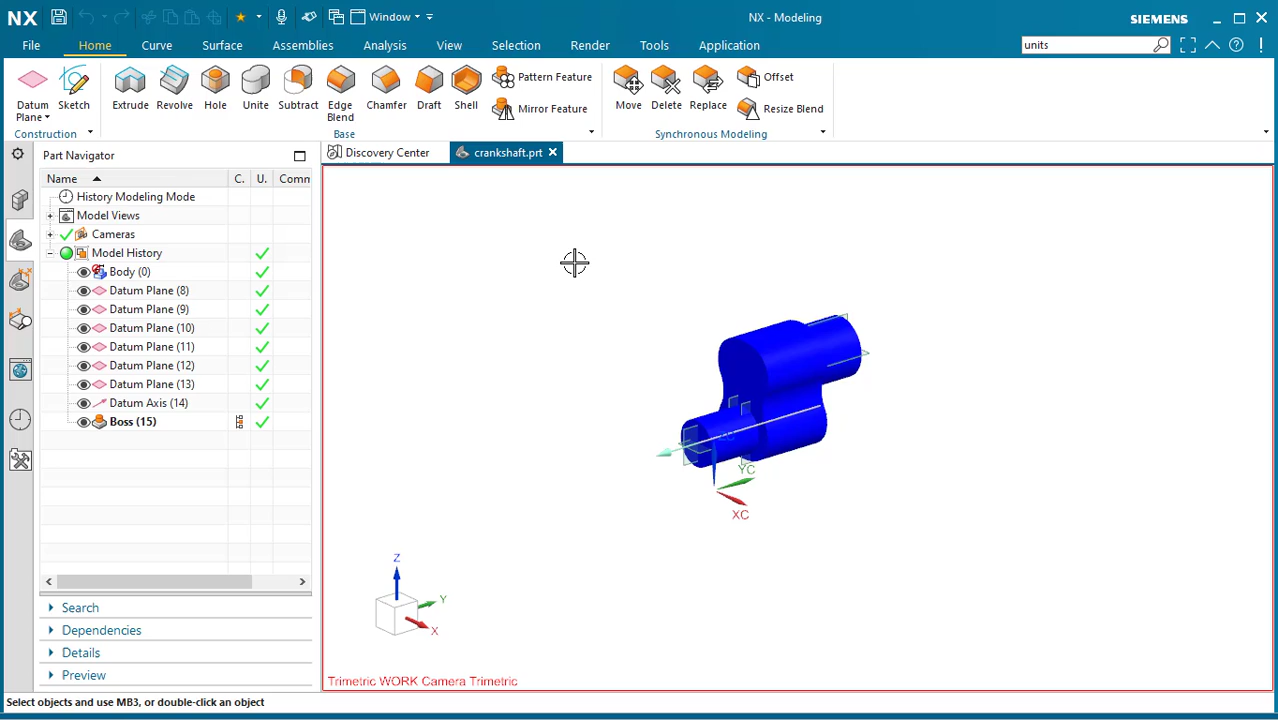 NX Window NX - Modeling SIEMENS
File Home Curve Surface Assemblies Analysis View Selection Render Tools Application units
Datum Plane Sketch Extrude Revolve Hole Unite Subtract Edge Blend Chamfer Draft Shell Pattern Feature Mirror Feature Move Delete Replace Offset Resize Blend
Construction Base Synchronous Modeling
Part Navigator
Discovery Center crankshaft.prt
Name C. U. Comm
History Modeling Mode
Model Views
Cameras
Model History
Body (0)
Datum Plane (8)
Datum Plane (9)
Datum Plane (10)
Datum Plane (11)
Datum Plane (12)
Datum Plane (13)
Datum Axis (14)
Boss (15)
YC
XC
Z
Y
X
Search
Dependencies
Details
Preview
Trimetric WORK Camera Trimetric
Select objects and use MB3, or double-click an object